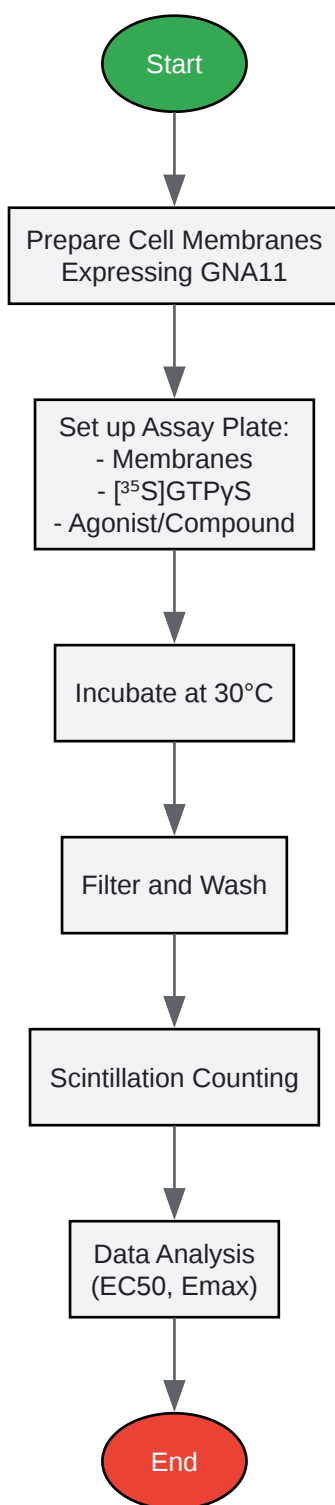 Start
Prepare Cell Membranes
Expressing GNA11
Set up Assay Plate:
- Membranes
- [³⁵S]GTPγS
- Agonist/Compound
Incubate at 30°C
Filter and Wash
Scintillation Counting
Data Analysis
(EC50, Emax)
End